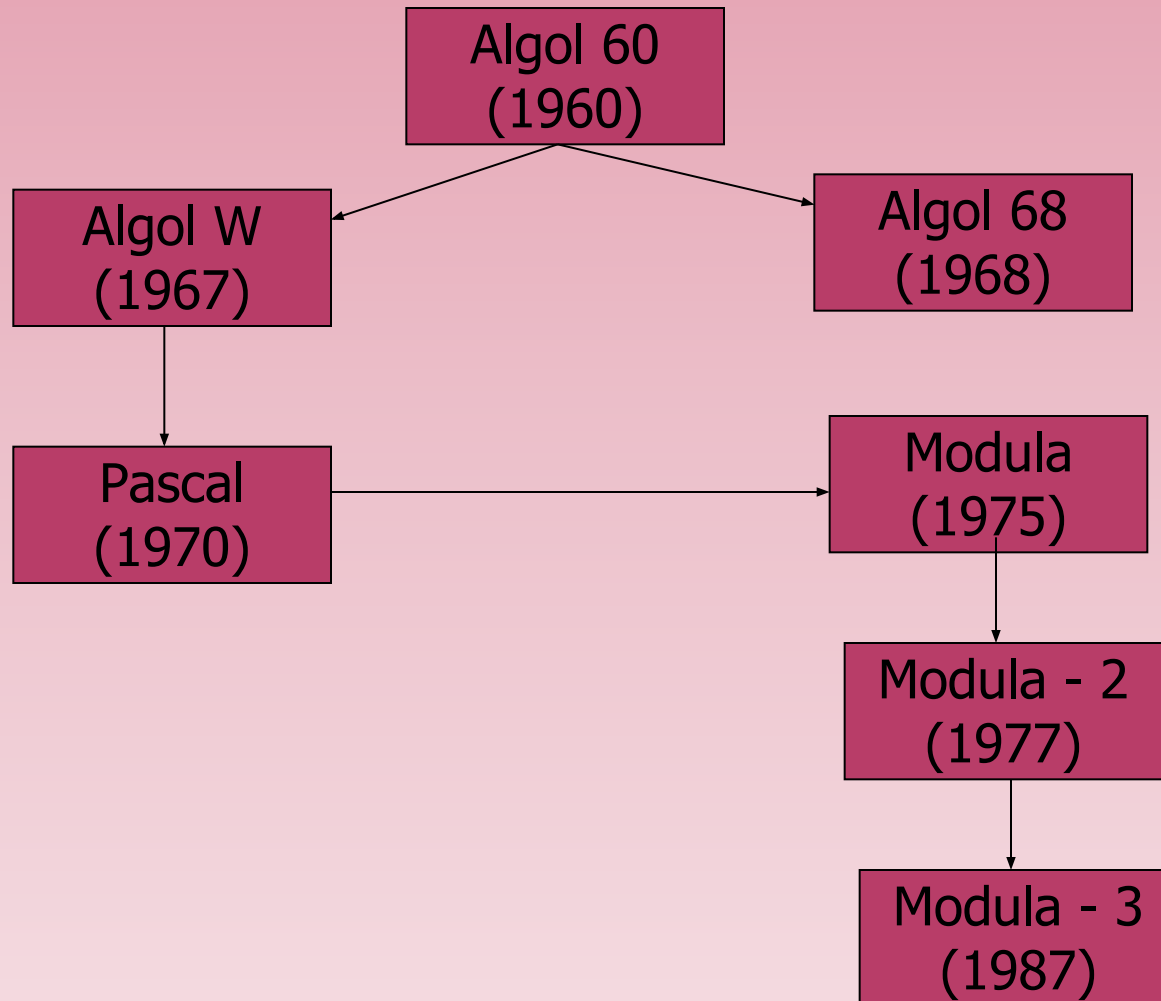 Algol 60
(1960)
Algol W
(1967)
Algol 68
(1968)
Pascal
(1970)
Modula
(1975)
Modula - 2
(1977)
Modula - 3
(1987)